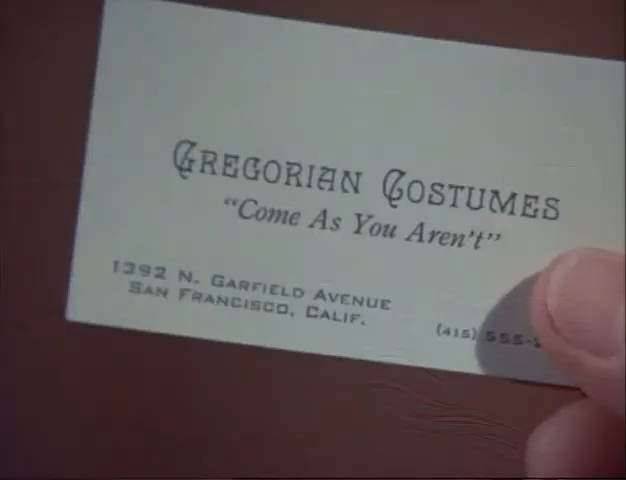 GREGORIAN COSTUMES
"Come As You Aren't"
1392 N. GARFIELD AVENUE
SAN FRANCISCO, CALIF.
(415) 555-